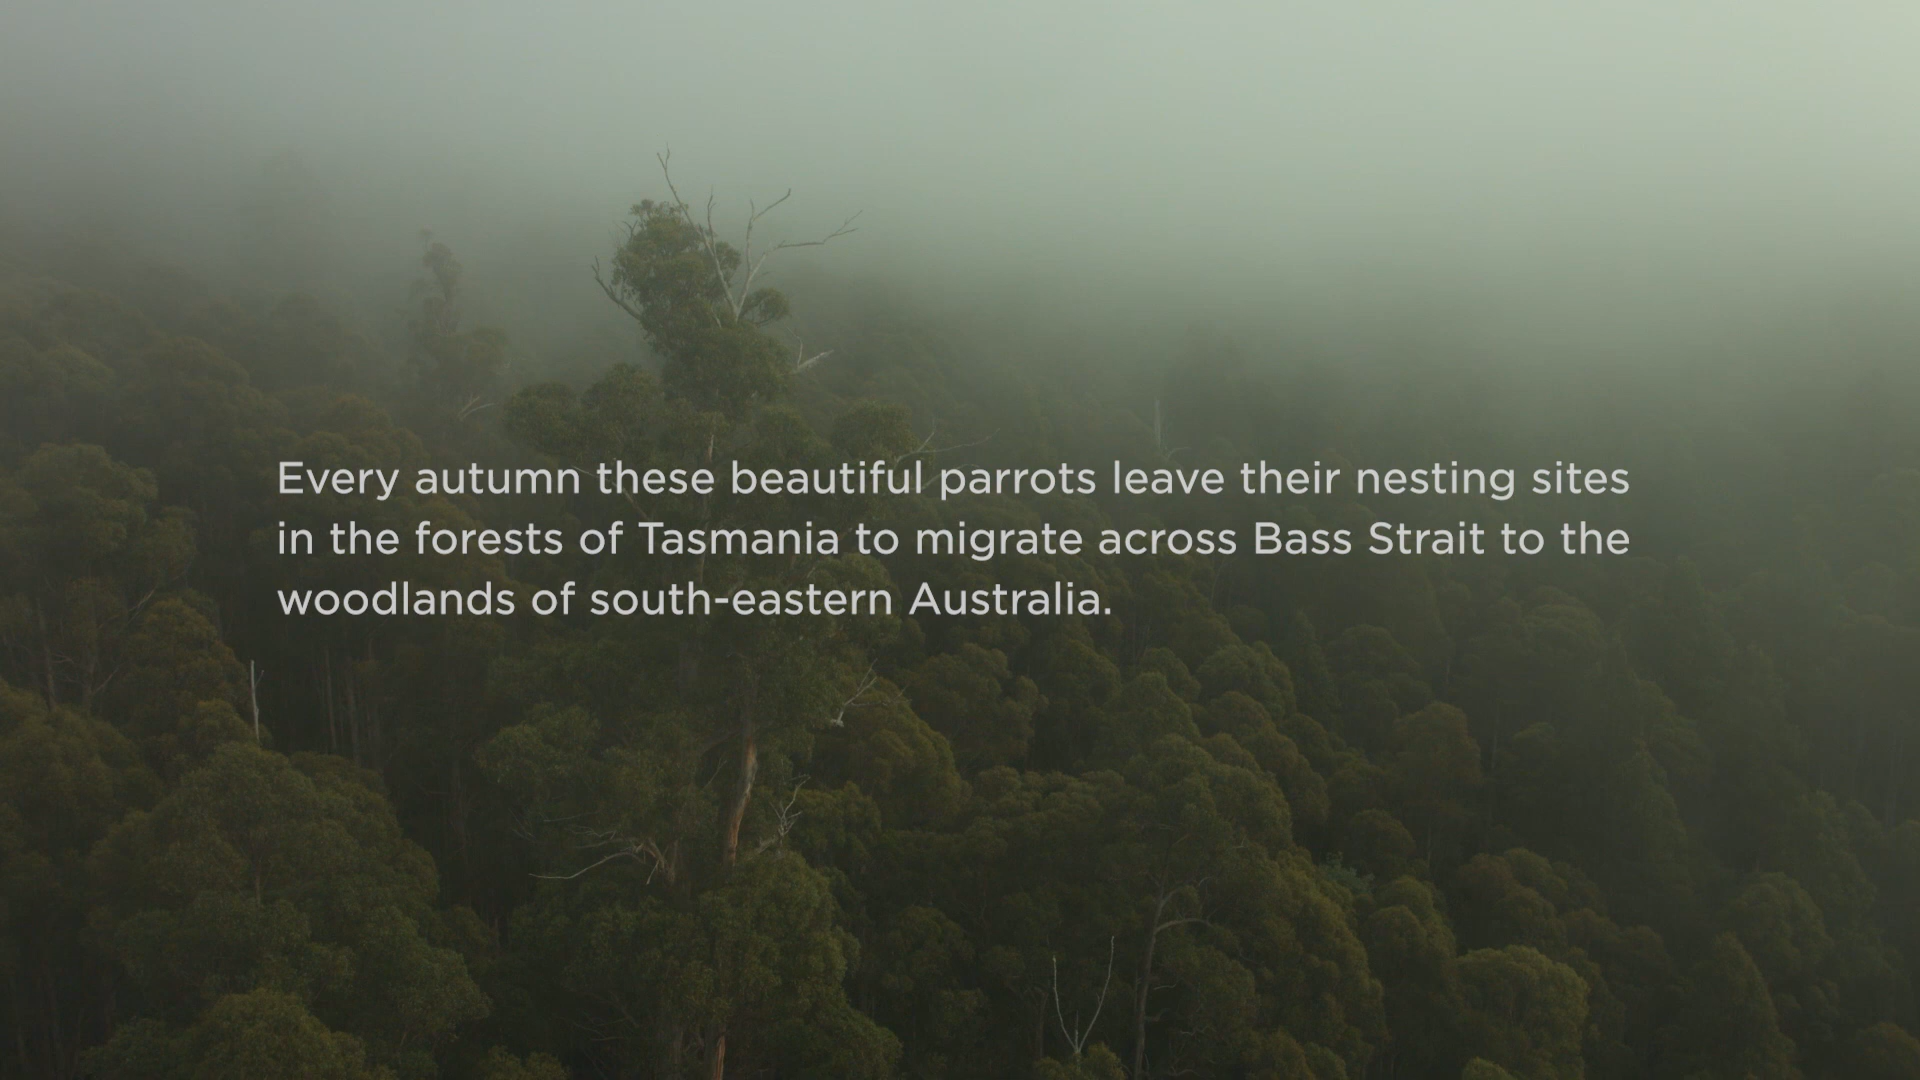 Every autumn these beautiful parrots leave their nesting sites
in the forests of Tasmania to migrate across Bass Strait to the
woodlands of south-eastern Australia.